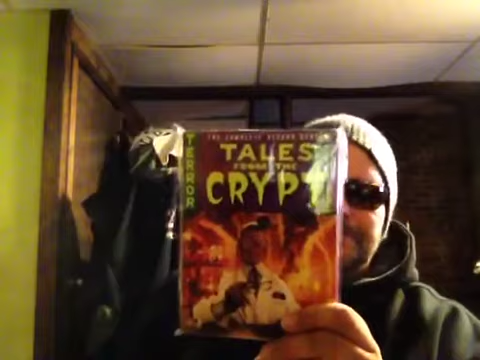 THE COMPLETE SECOND SEASON
TERROR
TALES
FROM THE
CRYPT